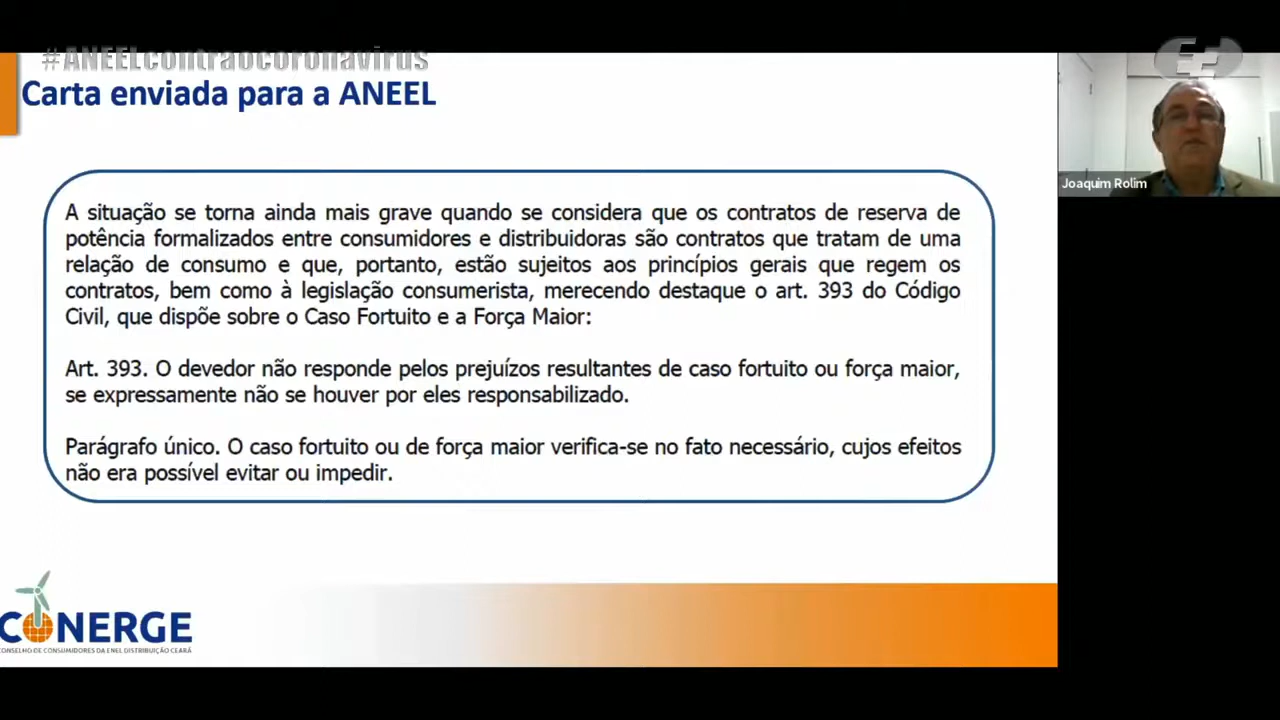 #ANEELcontraocoronavirus
Carta enviada para a ANEEL
Joaquim Rolim
A situação se torna ainda mais grave quando se considera que os contratos de reserva de
potência formalizados entre consumidores e distribuidoras são contratos que tratam de uma
relação de consumo e que, portanto, estão sujeitos aos princípios gerais que regem os
contratos, bem como à legislação consumerista, merecendo destaque o art. 393 do Código
Civil, que dispõe sobre o Caso Fortuito e a Força Maior:
Art. 393. O devedor não responde pelos prejuízos resultantes de caso fortuito ou força maior,
se expressamente não se houver por eles responsabilizado.
Parágrafo único. O caso fortuito ou de força maior verifica-se no fato necessário, cujos efeitos
não era possível evitar ou impedir.
CONERGE
CONSELHO DE CONSUMIDORES DA ENEL DISTRIBUIÇÃO CEARÁ